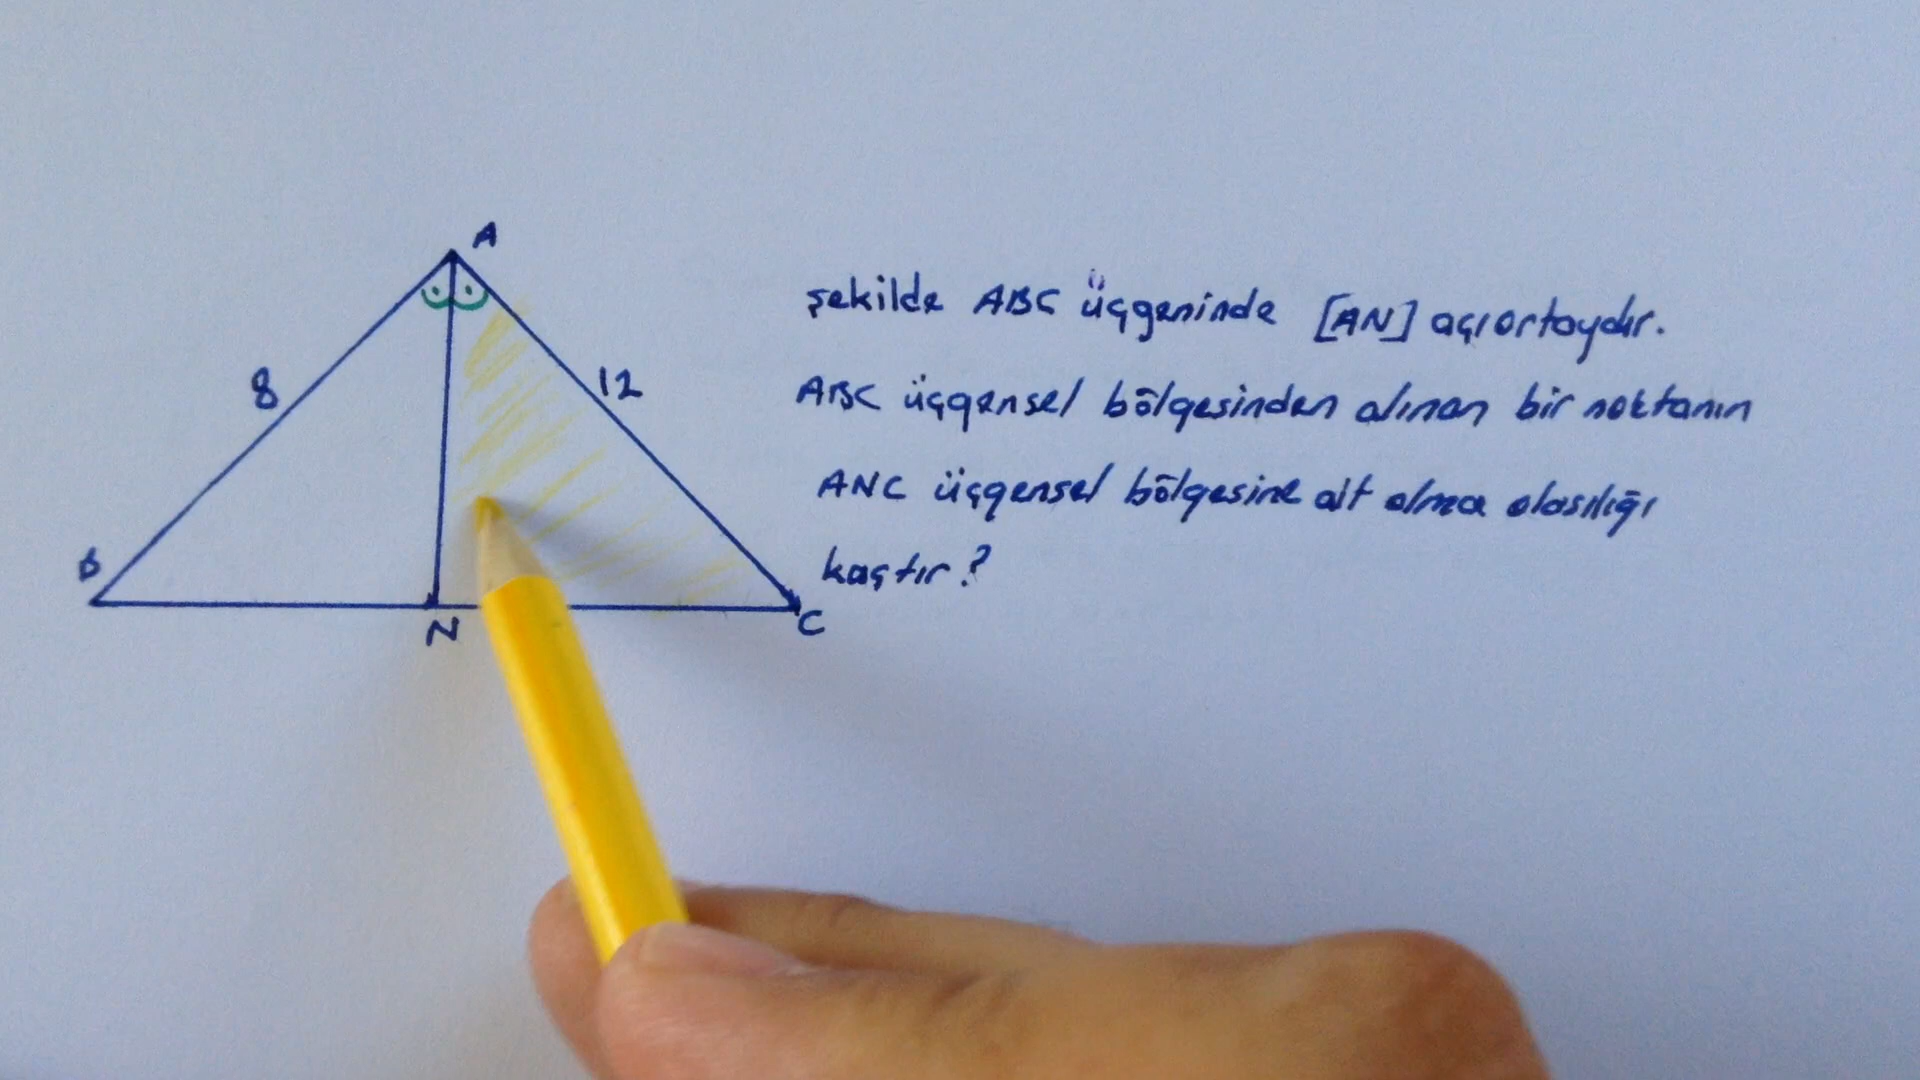 A
8
12
B
N
C
şekilde ABC üçgeninde [AN] açıortaydır.
ABC üçgensel bölgesinden alınan bir noktanın
ANC üçgensel bölgesine ait olma olasılığı
kaçtır?